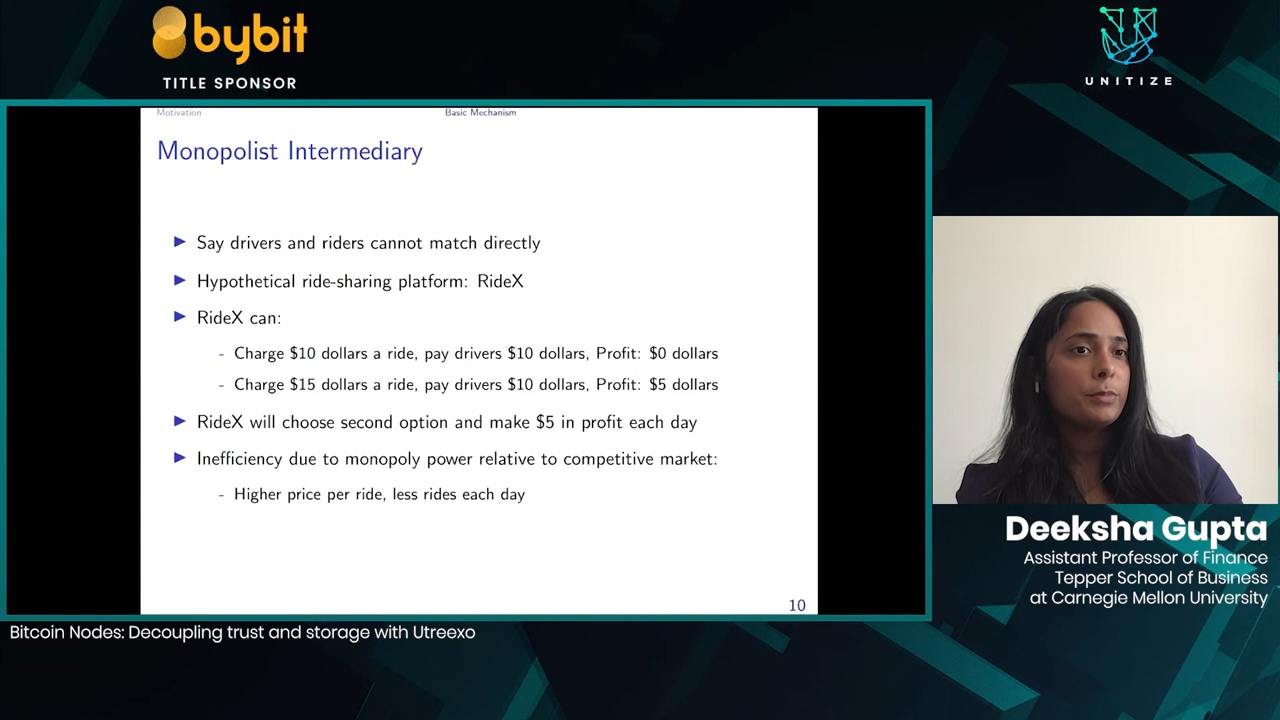 bybit
TITLE SPONSOR
UNITIZE
Motivation
Basic Mechanism
Monopolist Intermediary
Say drivers and riders cannot match directly
Hypothetical ride-sharing platform: RideX
RideX can:
- Charge $10 dollars a ride, pay drivers $10 dollars, Profit: $0 dollars
- Charge $15 dollars a ride, pay drivers $10 dollars, Profit: $5 dollars
RideX will choose second option and make $5 in profit each day
Inefficiency due to monopoly power relative to competitive market:
- Higher price per ride, less rides each day
10
Deeksha Gupta
Assistant Professor of Finance
Tepper School of Business
at Carnegie Mellon University
Bitcoin Nodes: Decoupling trust and storage with Utreexo